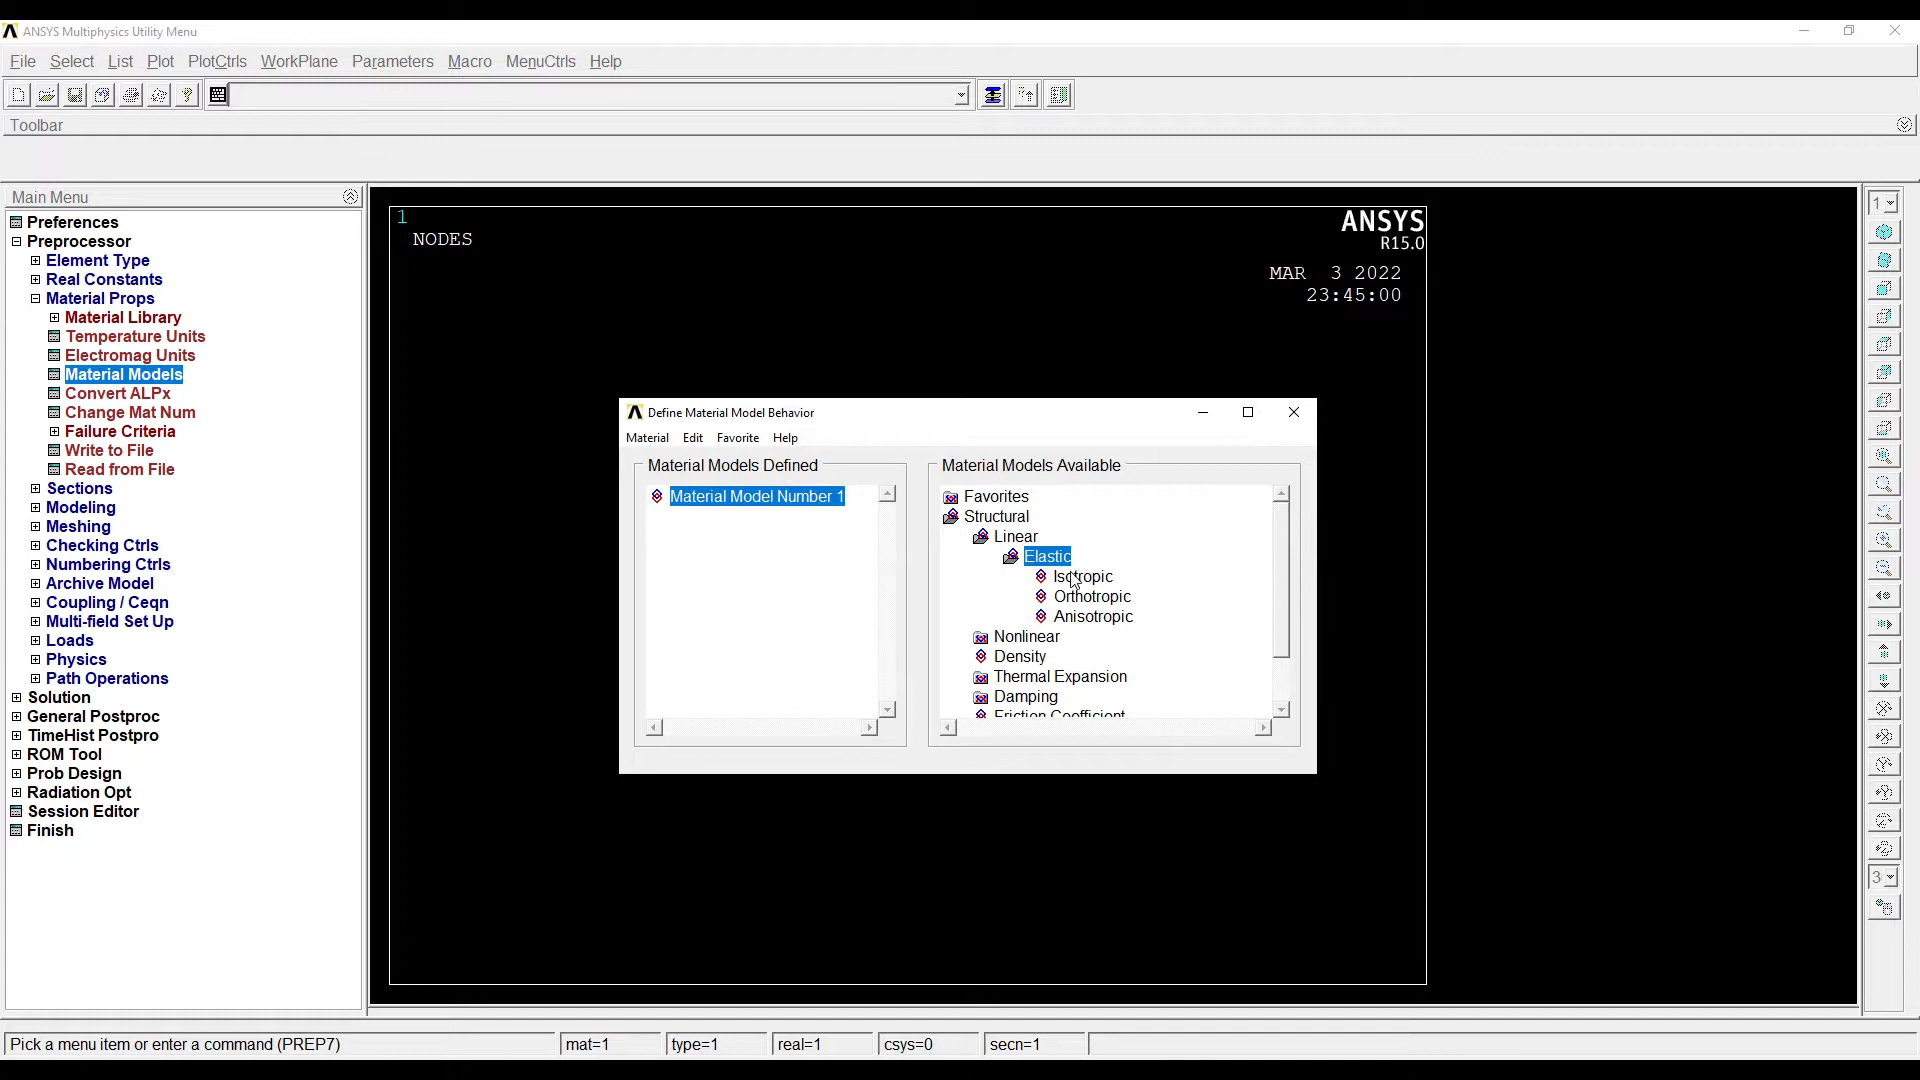 ANSYS Multiphysics Utility Menu
File Select List Plot PlotCtrls WorkPlane Parameters Macro MenuCtrls Help
Toolbar
Main Menu
Preferences
Preprocessor
Element Type
Real Constants
Material Props
Material Library
Temperature Units
Electromag Units
Material Models
Convert ALPx
Change Mat Num
Failure Criteria
Write to File
Read from File
Sections
Modeling
Meshing
Checking Ctrls
Numbering Ctrls
Archive Model
Coupling / Ceqn
Multi-field Set Up
Loads
Physics
Path Operations
Solution
General Postproc
TimeHist Postpro
ROM Tool
Prob Design
Radiation Opt
Session Editor
Finish
1
NODES
ANSYS
R15.0
MAR 3 2022
23:45:00
Define Material Model Behavior
Material Edit Favorite Help
Material Models Defined
Material Model Number 1
Material Models Available
Favorites
Structural
Linear
Elastic
Isotropic
Orthotropic
Anisotropic
Nonlinear
Density
Thermal Expansion
Damping
Friction Coefficient
1
3
Pick a menu item or enter a command (PREP7)
mat=1
type=1
real=1
csys=0
secn=1